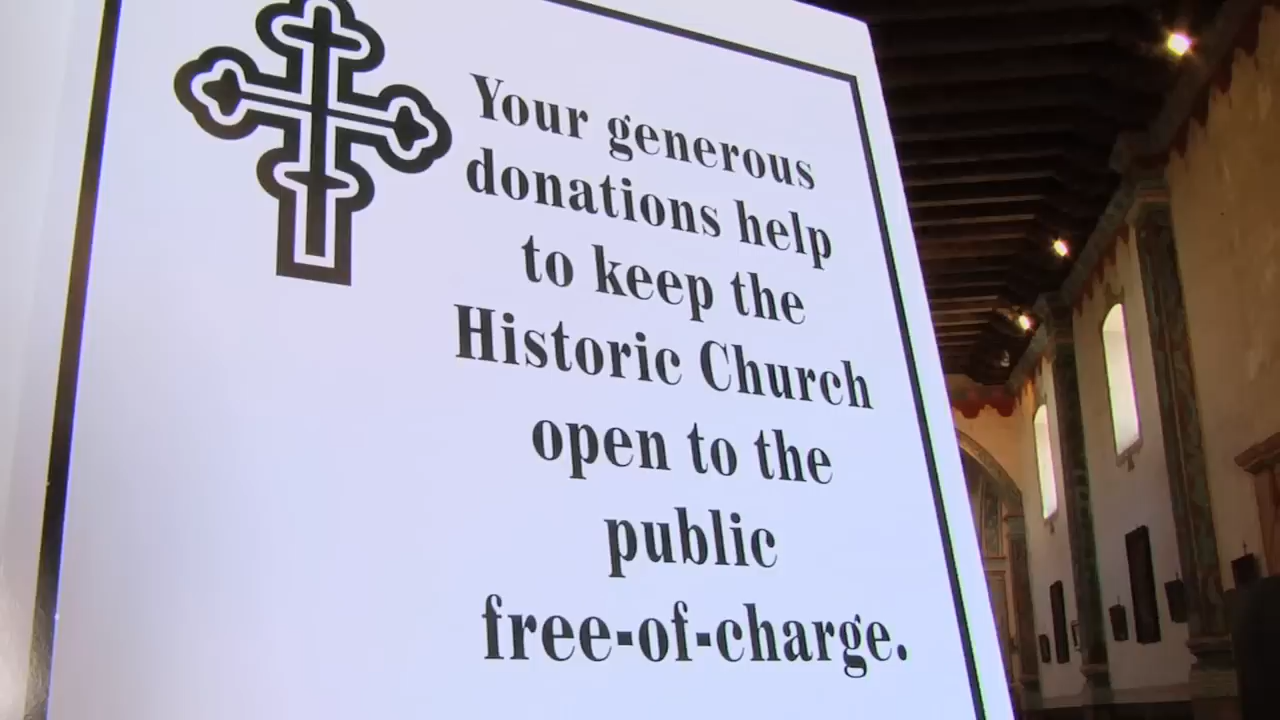 Your generous
donations help
to keep the
Historic Church
open to the
public
free-of-charge.